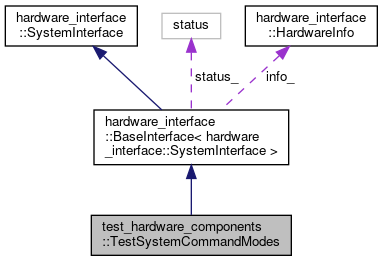 hardware_interface
::SystemInterface
status
hardware_interface
::HardwareInfo
status_
info_
hardware_interface
::BaseInterface< hardware
_interface::SystemInterface >
test_hardware_components
::TestSystemCommandModes